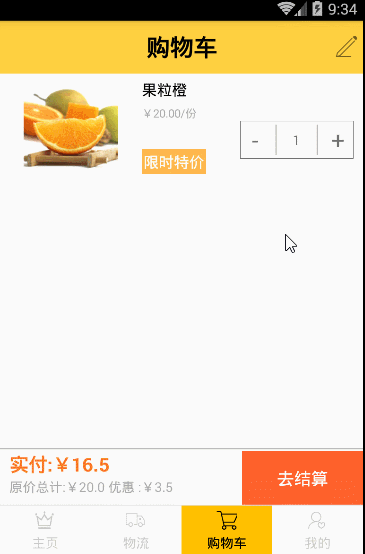 9:34
购物车
果粒橙
￥20.00/份
限时特价
- 1 +
实付:￥16.5
原价总计:￥20.0 优惠 :￥3.5
去结算
主页 物流 购物车 我的